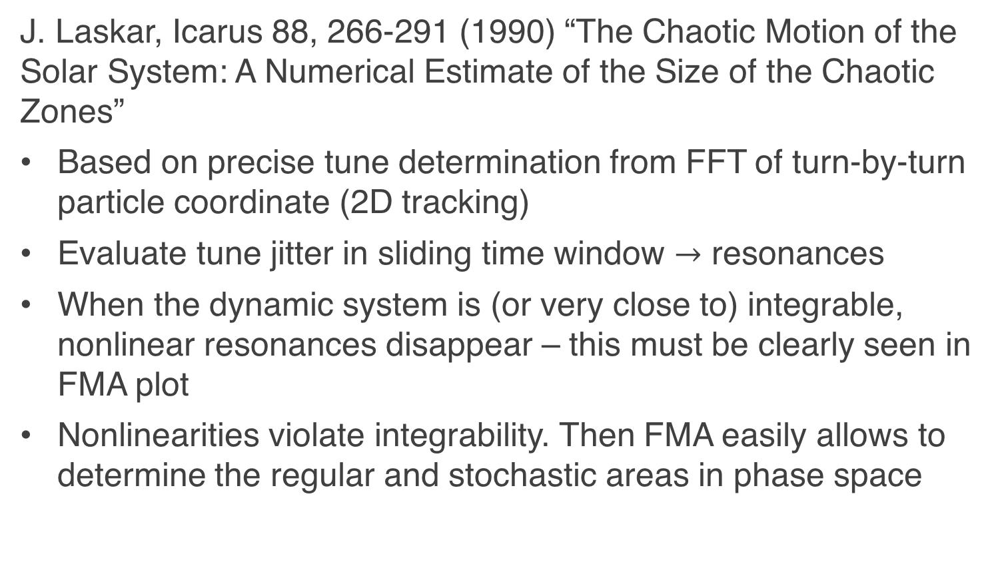 J. Laskar, Icarus 88, 266-291 (1990) “The Chaotic Motion of the
Solar System: A Numerical Estimate of the Size of the Chaotic
Zones”
• Based on precise tune determination from FFT of turn-by-turn
particle coordinate (2D tracking)
• Evaluate tune jitter in sliding time window → resonances
• When the dynamic system is (or very close to) integrable,
nonlinear resonances disappear – this must be clearly seen in
FMA plot
• Nonlinearities violate integrability. Then FMA easily allows to
determine the regular and stochastic areas in phase space